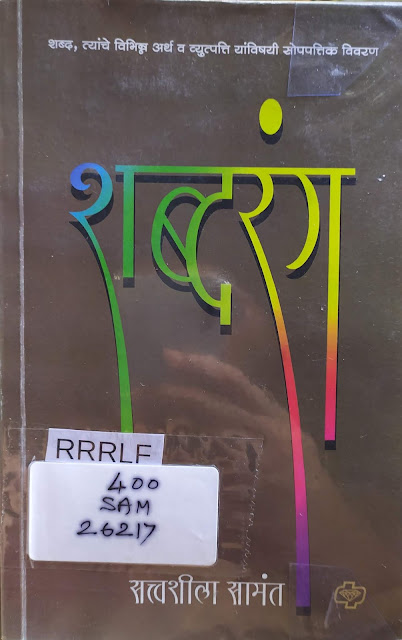 शब्द, त्यांचे विभिन्न अर्थ व व्युत्पत्ति यांविषयी सोपपत्तिक विवरण
शब्दरंग
RRRLF
400
SAM
26217
सत्त्वशीला सामंत